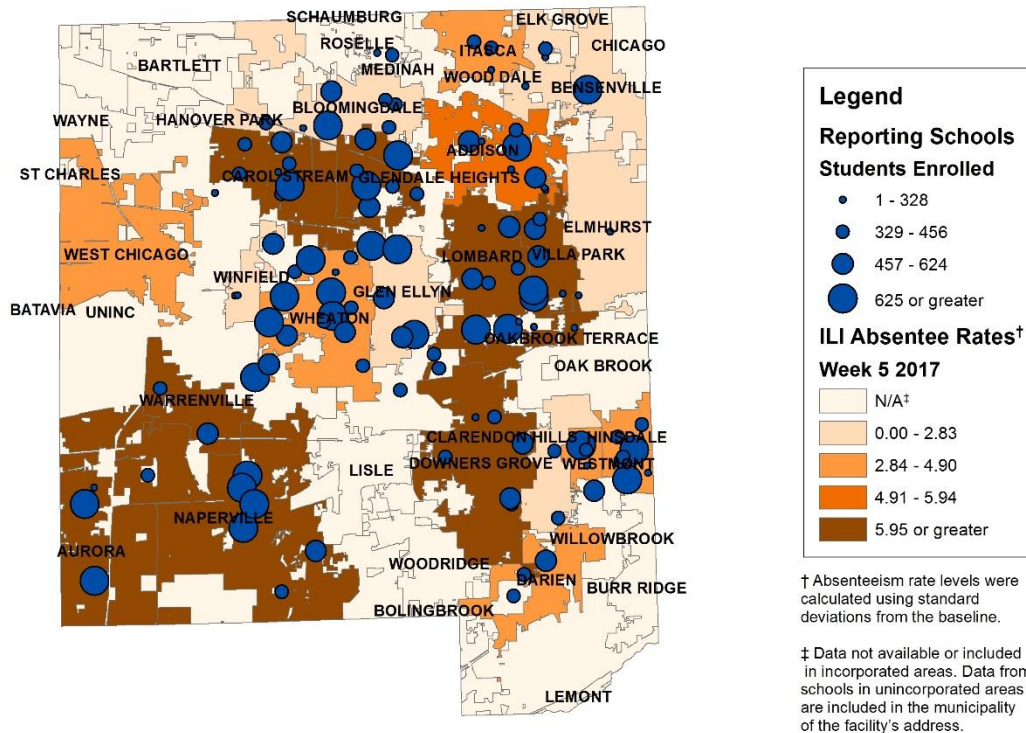 SCHAUMBURG
ELK GROVE
ROSELLE
ITASCA
CHICAGO
MEDINAH
BARTLETT
WOOD DALE
BENSENVILLE
BLOOMINGDALE
WAYNE
HANOVER PARK
ADDISON
ST CHARLES
CAROL STREAM
GLENDALE HEIGHTS
ELMHURST
WEST CHICAGO
LOMBARD
VILLA PARK
WINFIELD
GLEN ELLYN
BATAVIA
UNINC
WHEATON
OAKBROOK TERRACE
OAK BROOK
WARRENVILLE
CLARENDON HILLS
HINSDALE
LISLE
DOWNERS GROVE
WESTMONT
NAPERVILLE
WILLOWBROOK
AURORA
WOODRIDGE
DARIEN
BURR RIDGE
BOLINGBROOK
LEMONT
Legend
Reporting Schools
Students Enrolled
1 - 328
329 - 456
457 - 624
625 or greater
ILI Absentee Rates†
Week 5 2017
N/A‡
0.00 - 2.83
2.84 - 4.90
4.91 - 5.94
5.95 or greater
† Absenteeism rate levels were
calculated using standard
deviations from the baseline.
‡ Data not available or included
in incorporated areas. Data from
schools in unincorporated areas
are included in the municipality
of the facility's address.